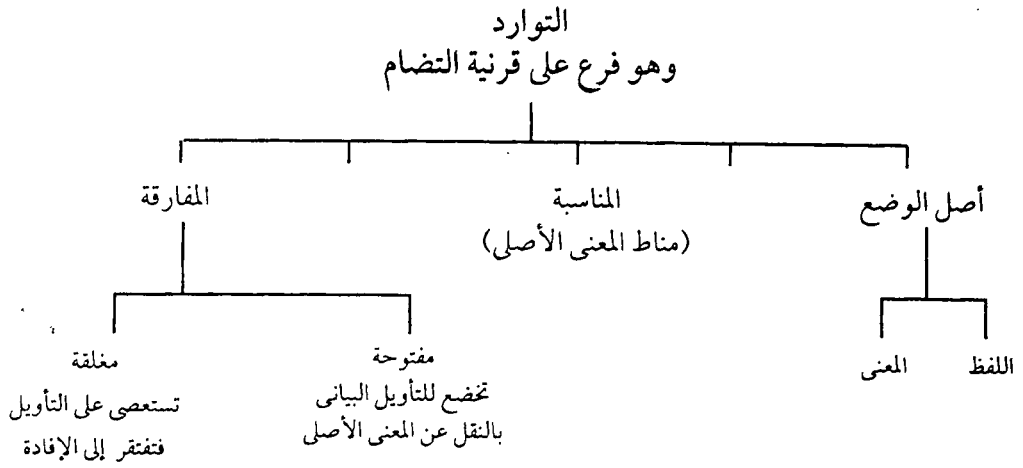 التوارد
وهو فرع على قرنية التضام
أصل الوضع
المناسبة
(مناط المعنى الأصلى)
المفارقة
اللفظ
المعنى
مفتوحة
تخضع للتأويل البيانى
بالنقل عن المعنى الأصلى
مغلقة
تستعصى على التأويل
فتفتقر إلى الإفادة